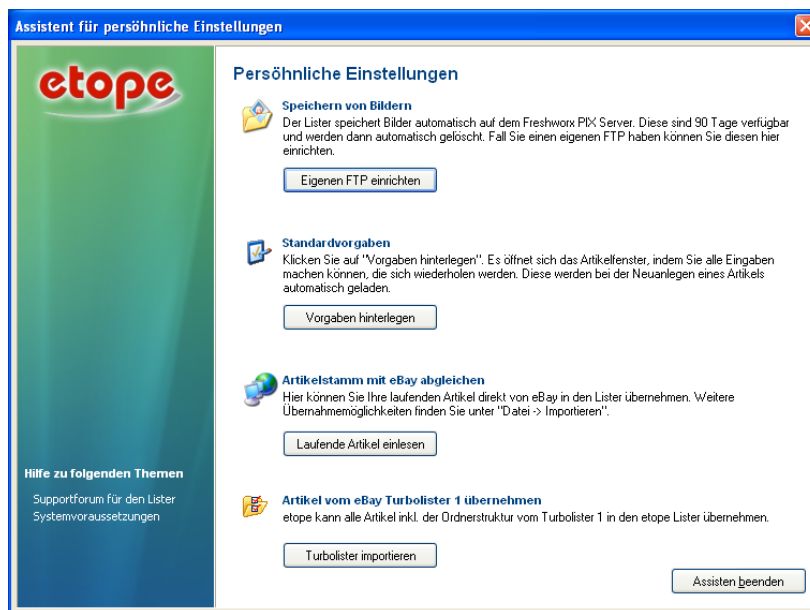 Assistent für persöhnliche Einstellungen
etope
Persöhnliche Einstellungen
Speichern von Bildern
Der Lister speichert Bilder automatisch auf dem Freshworx PIX Server. Diese sind 90 Tage verfügbar
und werden dann automatisch gelöscht. Fall Sie einen eigenen FTP haben können Sie diesen hier
einrichten.
Eigenen FTP einrichten
Standardvorgaben
Klicken Sie auf "Vorgaben hinterlegen". Es öffnet sich das Artikelfenster, indem Sie alle Eingaben
machen können, die sich wiederholen werden. Diese werden bei der Neuanlegen eines Artikels
automatisch geladen.
Vorgaben hinterlegen
Artikelstamm mit eBay abgleichen
Hier können Sie Ihre laufenden Artikel direkt von eBay in den Lister übernehmen. Weitere
Übernahmemöglichkeiten finden Sie unter "Datei -> Importieren".
Laufende Artikel einlesen
Hilfe zu folgenden Themen
Supportforum für den Lister
Systemvoraussetzungen
Artikel vom eBay Turbolister 1 übernehmen
etope kann alle Artikel inkl. der Ordnerstruktur vom Turbolister 1 in den etope Lister übernehmen.
Turbolister importieren
Assisten beenden